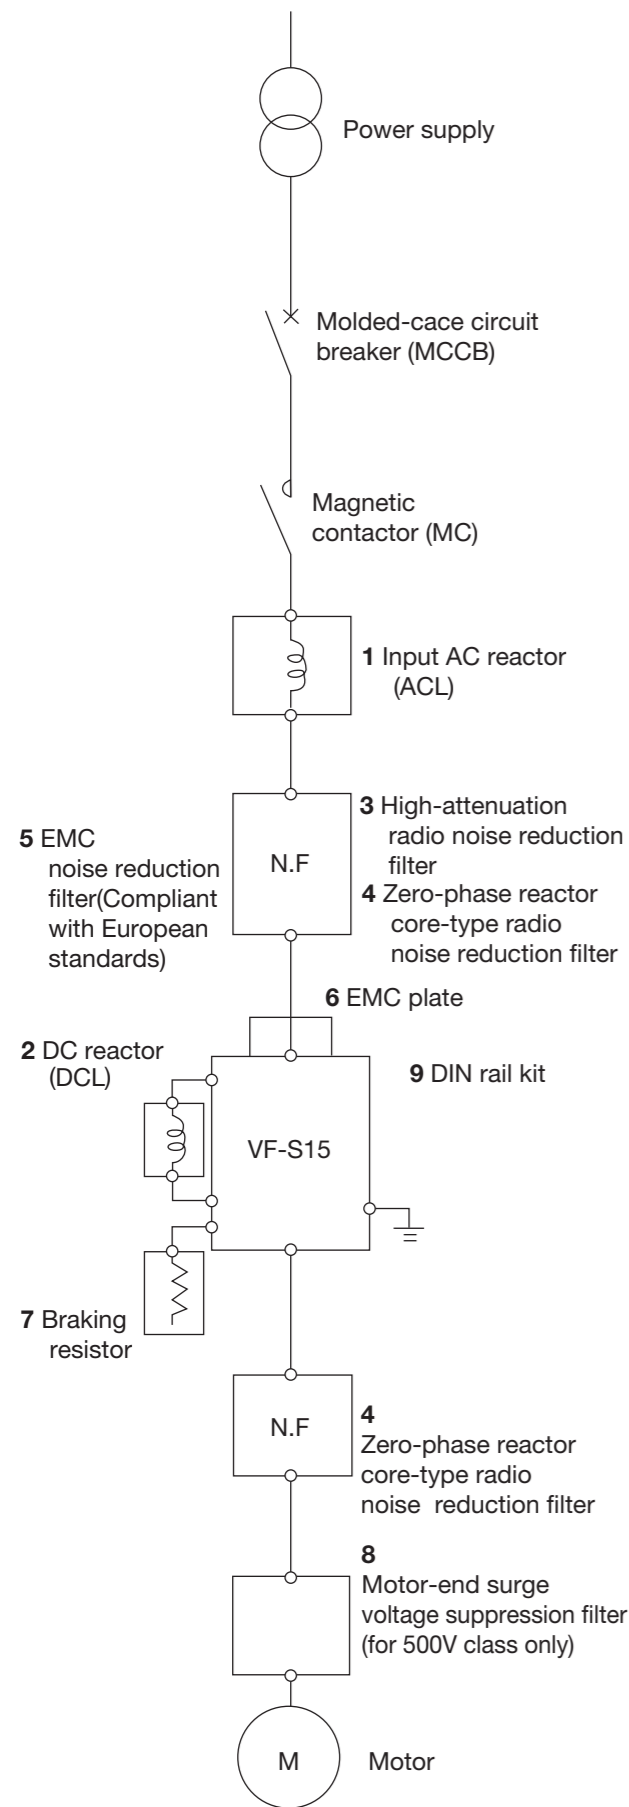 Power supply
Molded-cace circuit
breaker (MCCB)
Magnetic
contactor (MC)
1 Input AC reactor
(ACL)
5 EMC
noise reduction
filter(Compliant
with European
standards)
N.F
3 High-attenuation
radio noise reduction
filter
4 Zero-phase reactor
core-type radio
noise reduction filter
6 EMC plate
2 DC reactor
(DCL)
9 DIN rail kit
VF-S15
7 Braking
resistor
N.F
4
Zero-phase reactor
core-type radio
noise reduction filter
8
Motor-end surge
voltage suppression filter
(for 500V class only)
M
Motor